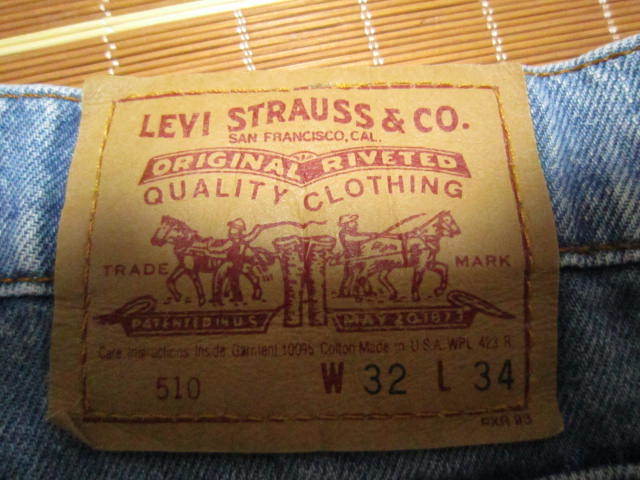 LEVI STRAUSS & CO.
SAN FRANCISCO, CAL.
ORIGINAL RIVETED
QUALITY CLOTHING
TRADE MARK
PATENTED IN U.S. MAY 20.1873
Care Instructions Inside Garment 100% Cotton Made in U.S.A. WPL 423 R.
510 W 32 L 34